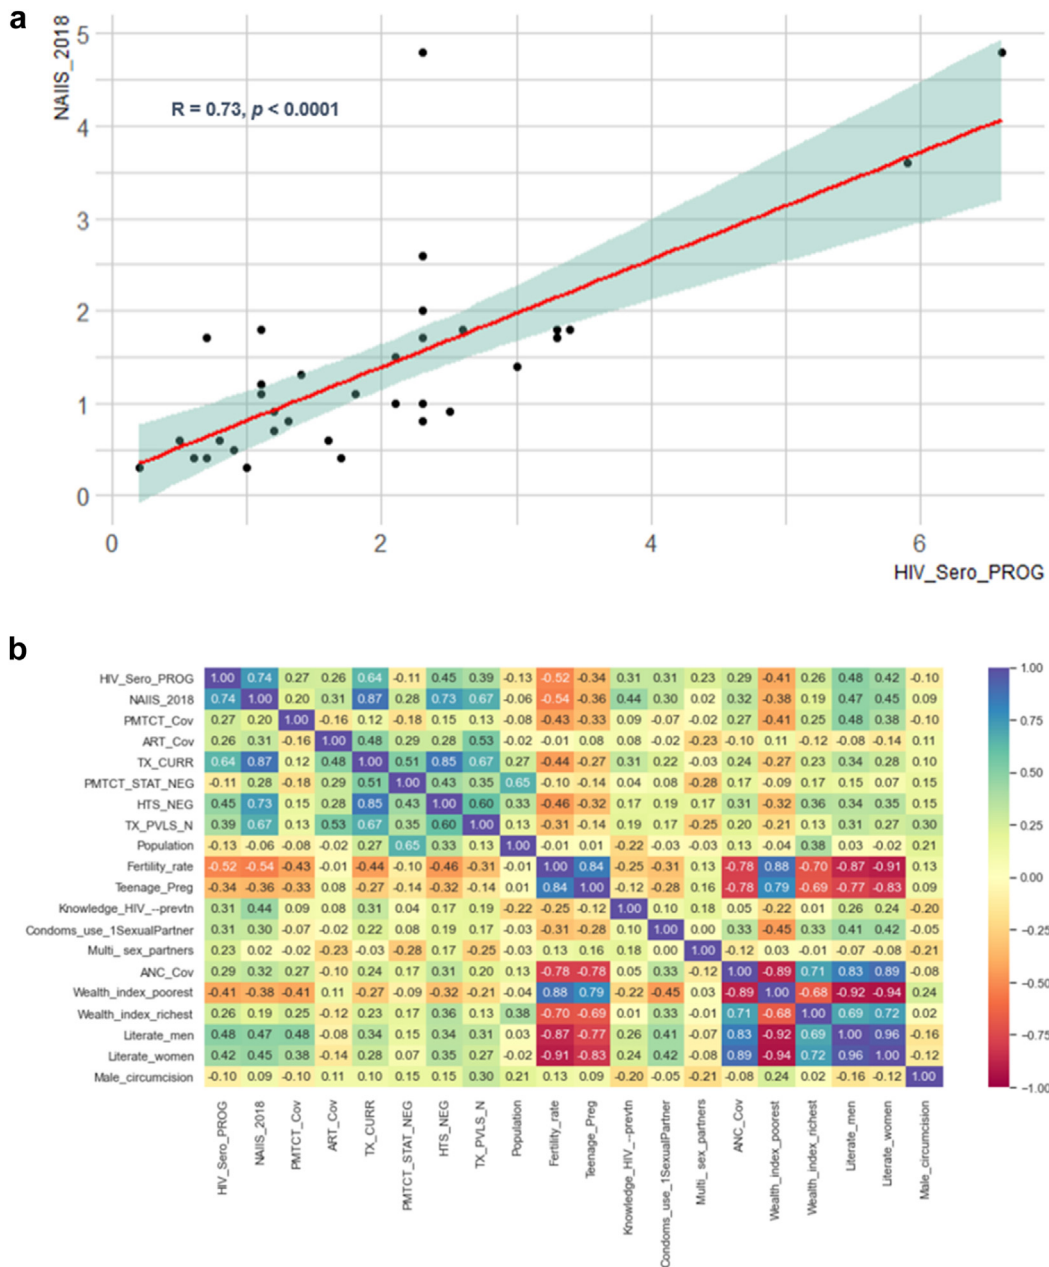 a
NAIIS_2018
5
4
3
2
1
0
R = 0.73, p < 0.0001
0 2 4 6
HIV_Sero_PROG
b
HIV_Sero_PROG 1.00 0.74 0.27 0.26 0.64 -0.11 0.45 0.39 -0.13 -0.52 -0.34 0.31 0.31 0.23 0.29 -0.41 0.26 0.48 0.42 -0.10
NAIIS_2018 0.74 1.00 0.20 0.31 0.87 0.28 0.73 0.67 -0.06 -0.54 -0.36 0.44 0.30 0.02 0.32 -0.38 0.19 0.47 0.45 0.09
PMTCT_Cov 0.27 0.20 1.00 -0.16 0.12 -0.18 0.15 0.13 -0.08 -0.43 -0.33 0.09 -0.07 -0.02 0.27 -0.41 0.25 0.48 0.38 -0.10
ART_Cov 0.26 0.31 -0.16 1.00 0.48 0.29 0.28 0.53 -0.02 -0.01 0.08 0.08 -0.02 -0.23 -0.10 0.11 -0.12 -0.08 -0.14 0.11
TX_CURR 0.64 0.87 0.12 0.48 1.00 0.51 0.85 0.67 0.27 -0.44 -0.27 0.31 0.22 -0.03 0.24 -0.27 0.23 0.34 0.28 0.10
PMTCT_STAT_NEG -0.11 0.28 -0.18 0.29 0.51 1.00 0.43 0.35 0.65 -0.10 -0.14 0.04 0.08 -0.28 0.17 -0.09 0.17 0.15 0.07 0.15
HTS_NEG 0.45 0.73 0.15 0.28 0.85 0.43 1.00 0.60 0.33 -0.46 -0.32 0.17 0.19 0.17 0.31 -0.32 0.36 0.34 0.35 0.15
TX_PVLS_N 0.39 0.67 0.13 0.53 0.67 0.35 0.60 1.00 0.13 -0.31 -0.14 0.19 0.17 -0.25 0.20 -0.21 0.13 0.31 0.27 0.30
Population -0.13 -0.06 -0.08 -0.02 0.27 0.65 0.33 0.13 1.00 -0.01 0.01 -0.22 -0.03 -0.03 0.13 -0.04 0.38 0.03 -0.02 0.21
Fertility_rate -0.52 -0.54 -0.43 -0.01 -0.44 -0.10 -0.46 -0.31 -0.01 1.00 0.84 -0.25 -0.31 0.13 -0.78 0.88 -0.70 -0.87 -0.91 0.13
Teenage_Preg -0.34 -0.36 -0.33 0.08 -0.27 -0.14 -0.32 -0.14 0.01 0.84 1.00 -0.12 -0.28 0.16 -0.78 0.79 -0.69 -0.77 -0.83 0.09
Knowledge_HIV_--prevtn 0.31 0.44 0.09 0.08 0.31 0.04 0.17 0.19 -0.22 -0.25 -0.12 1.00 0.10 0.18 0.05 -0.22 0.01 0.26 0.24 -0.20
Condoms_use_1SexualPartner 0.31 0.30 -0.07 -0.02 0.22 0.08 0.19 0.17 -0.03 -0.31 -0.28 0.10 1.00 0.00 0.33 -0.45 0.33 0.41 0.42 -0.05
Multi_ sex_partners 0.23 0.02 -0.02 -0.23 -0.03 -0.28 0.17 -0.25 -0.03 0.13 0.16 0.18 0.00 1.00 -0.12 0.03 -0.01 -0.07 -0.08 -0.21
ANC_Cov 0.29 0.32 0.27 -0.10 0.24 0.17 0.31 0.20 0.13 -0.78 -0.78 0.05 0.33 -0.12 1.00 -0.89 0.71 0.83 0.89 -0.08
Wealth_index_poorest -0.41 -0.38 -0.41 0.11 -0.27 -0.09 -0.32 -0.21 -0.04 0.88 0.79 -0.22 -0.45 0.03 -0.89 1.00 -0.68 -0.92 -0.94 0.24
Wealth_index_richest 0.26 0.19 0.25 -0.12 0.23 0.17 0.36 0.13 0.38 -0.70 -0.69 0.01 0.33 -0.01 0.71 -0.68 1.00 0.69 0.72 0.02
Literate_men 0.48 0.47 0.48 -0.08 0.34 0.15 0.34 0.31 0.03 -0.87 -0.77 0.26 0.41 -0.07 0.83 -0.92 0.69 1.00 0.96 -0.16
Literate_women 0.42 0.45 0.38 -0.14 0.28 0.07 0.35 0.27 -0.02 -0.91 -0.83 0.24 0.42 -0.08 0.89 -0.94 0.72 0.96 1.00 -0.12
Male_circumcision -0.10 0.09 -0.10 0.11 0.10 0.15 0.15 0.30 0.21 0.13 0.09 -0.20 -0.05 -0.21 -0.08 0.24 0.02 -0.16 -0.12 1.00
HIV_Sero_PROG
NAIIS_2018
PMTCT_Cov
ART_Cov
TX_CURR
PMTCT_STAT_NEG
HTS_NEG
TX_PVLS_N
Population
Fertility_rate
Teenage_Preg
Knowledge_HIV_--prevtn
Condoms_use_1SexualPartner
Multi_ sex_partners
ANC_Cov
Wealth_index_poorest
Wealth_index_richest
Literate_men
Literate_women
Male_circumcision
1.00
0.75
0.50
0.25
0.00
-0.25
-0.50
-0.75
-1.00